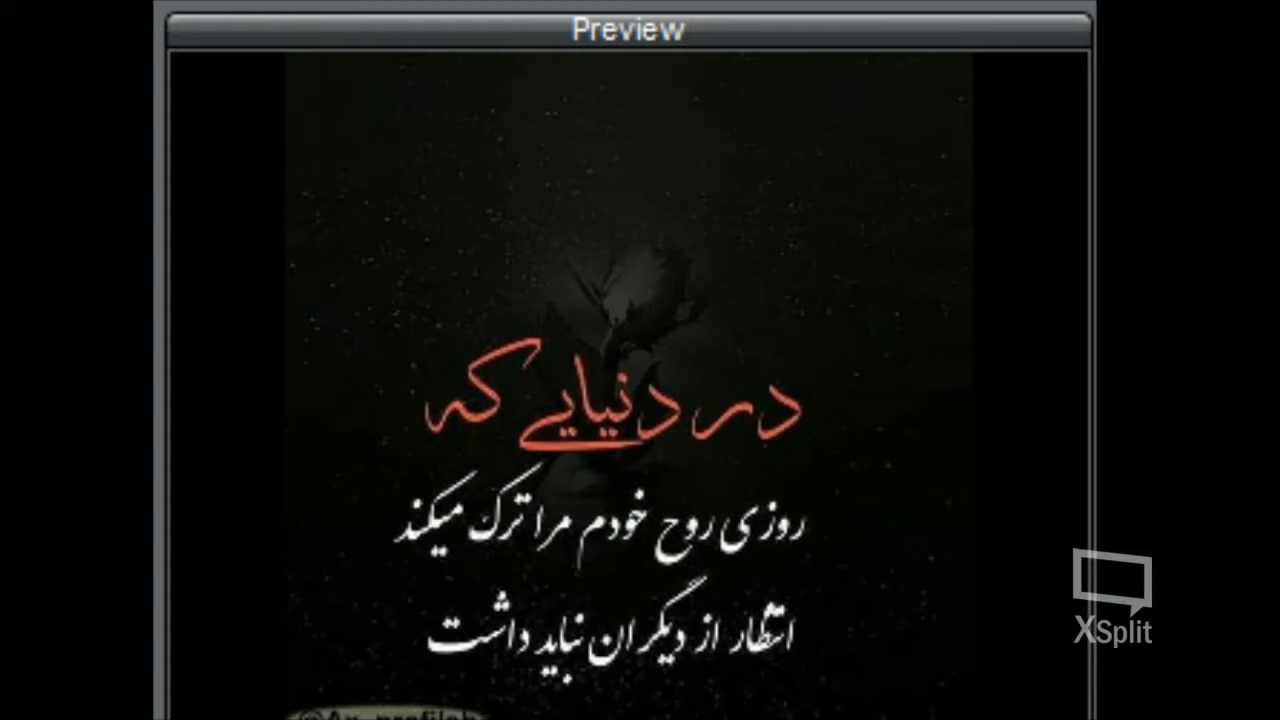 Preview
در دنیایی که
روزی روح خودم مرا ترک میکند
انتظار از دیگران نباید داشت
XSplit